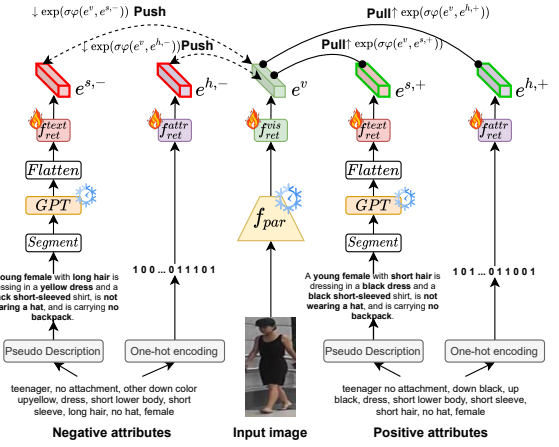 ↓ exp(σφ(e^v, e^{s,−})) Push
↓ exp(σφ(e^v, e^{h,−})) Push
Pull↑ exp(σφ(e^v, e^{h,+}))
Pull↑ exp(σφ(e^v, e^{s,+}))
e^{s,−} e^{h,−} e^v e^{s,+} e^{h,+}
f^{text}_{ret} f^{attr}_{ret} f^{vis}_{ret} f^{text}_{ret} f^{attr}_{ret}
Flatten Flatten
GPT f_{par} GPT
Segment Segment
young female with long hair is
essing in a yellow dress and a
ck short-sleeved shirt, is not
wearing a hat, and is carrying no
backpack.
1 0 0 ... 0 1 1 1 0 1
A young female with short hair is
dressing in a black dress and a
black short-sleeved shirt, is not
wearing a hat, and is carrying no
backpack.
1 0 1 ... 0 1 1 0 0 1
Pseudo Description One-hot encoding Pseudo Description One-hot encoding
teenager, no attachment, other down color
upyellow, dress, short lower body, short
sleeve, long hair, no hat, female
teenager no attachment, down black, up
black, dress, short lower body, short sleeve,
short hair, no hat, female
Negative attributes Input image Positive attributes